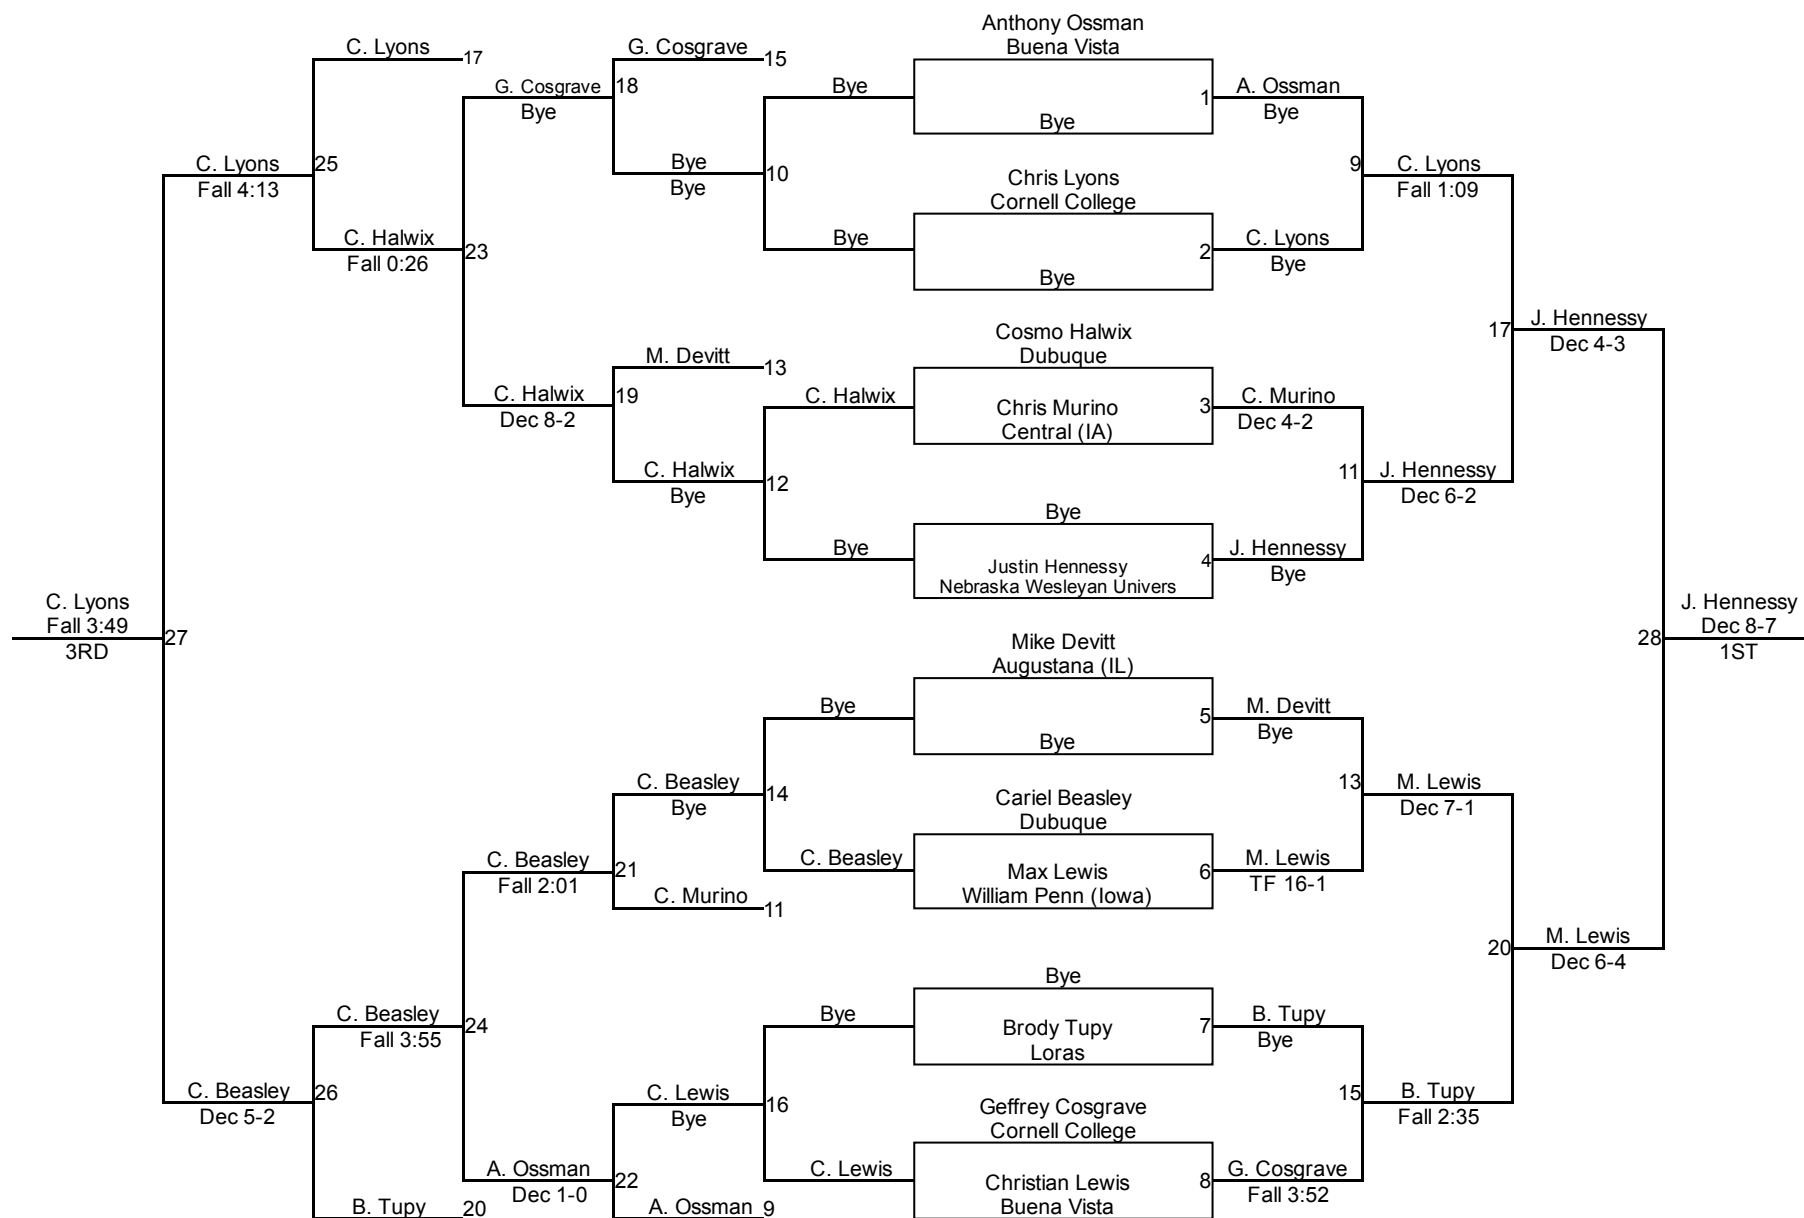 Anthony Ossman
Buena Vista
C. Lyons
17
G. Cosgrave
15
G. Cosgrave
Bye
18
Bye
1
A. Ossman
Bye
Bye
C. Lyons
Fall 4:13
25
Bye
Bye
10
Chris Lyons
Cornell College
9
C. Lyons
Fall 1:09
C. Halwix
Fall 0:26
23
Bye
2
C. Lyons
Bye
Bye
Cosmo Halwix
Dubuque
17
J. Hennessy
Dec 4-3
M. Devitt
13
C. Halwix
Dec 8-2
19
C. Halwix
Chris Murino
Central (IA)
3
C. Murino
Dec 4-2
C. Halwix
Bye
12
11
J. Hennessy
Dec 6-2
Bye
Bye
Justin Hennessy
Nebraska Wesleyan Univers
4
J. Hennessy
Bye
C. Lyons
Fall 3:49
3RD
27
28
J. Hennessy
Dec 8-7
1ST
Mike Devitt
Augustana (IL)
Bye
5
M. Devitt
Bye
Bye
C. Beasley
Bye
14
Cariel Beasley
Dubuque
13
M. Lewis
Dec 7-1
C. Beasley
Fall 2:01
21
C. Beasley
Max Lewis
William Penn (Iowa)
6
M. Lewis
TF 16-1
C. Murino
11
20
M. Lewis
Dec 6-4
Bye
C. Beasley
Fall 3:55
24
Bye
Brody Tupy
Loras
7
B. Tupy
Bye
C. Beasley
Dec 5-2
26
C. Lewis
Bye
16
Geffrey Cosgrave
Cornell College
15
B. Tupy
Fall 2:35
A. Ossman
Dec 1-0
22
C. Lewis
Christian Lewis
Buena Vista
8
G. Cosgrave
Fall 3:52
B. Tupy
20
A. Ossman
9